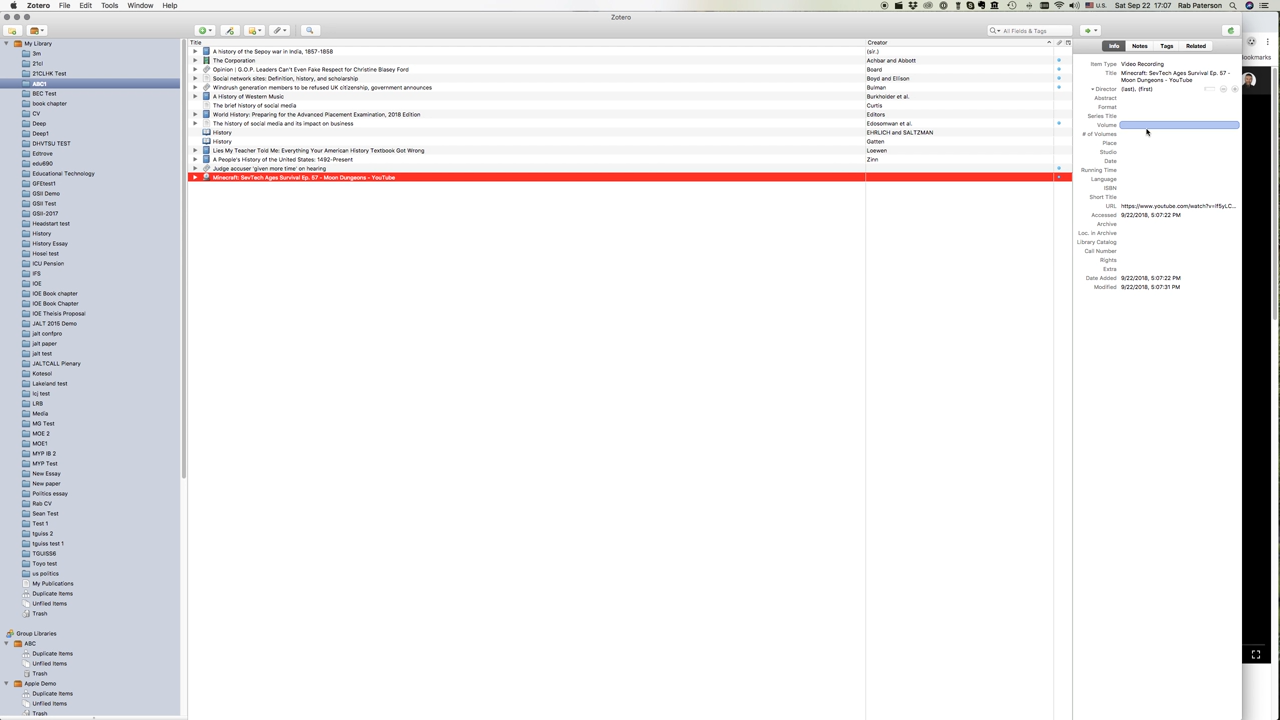 Zotero File Edit Tools Window Help
U.S. Sat Sep 22 17:07 Rab Paterson
Zotero
All Fields & Tags
My Library
3m
21cl
21CLHK Test
ABC1
BEC Test
book chapter
CV
Deep
Deep1
DHVTSU TEST
Edtrove
edu690
Educational Technology
GFEtest1
GSII Demo
GSII Test
GSII-2017
Headstart test
History
History Essay
Hosei test
ICU Pension
IFS
IOE
IOE Book chapter
IOE Book Chapter
IOE Theisis Proposal
JALT 2015 Demo
jalt confpro
jalt paper
jalt test
JALTCALL Plenary
Kotesol
Lakeland test
lcj test
LRB
Media
MG Test
MOE 2
MOE1
MYP IB 2
MYP Test
New Essay
New paper
Politics essay
Rab CV
Sean Test
Test 1
tguiss 2
tguiss test 1
TGUISS6
Toyo test
us politics
My Publications
Duplicate Items
Unfiled Items
Trash
Group Libraries
ABC
Duplicate Items
Unfiled Items
Trash
Apple Demo
Duplicate Items
Unfiled Items
Trash
Title Creator
A history of the Sepoy war in India, 1857-1858 (sir.)
The Corporation Achbar and Abbott
Opinion | G.O.P. Leaders Can't Even Fake Respect for Christine Blasey Ford Board
Social network sites: Definition, history, and scholarship Boyd and Ellison
Windrush generation members to be refused UK citizenship, government announces Bulman
A History of Western Music Burkholder et al.
The brief history of social media Curtis
World History: Preparing for the Advanced Placement Examination, 2018 Edition Editors
The history of social media and its impact on business Edosomwan et al.
History EHRLICH and SALTZMAN
History Gatten
Lies My Teacher Told Me: Everything Your American History Textbook Got Wrong Loewen
A People's History of the United States: 1492-Present Zinn
Judge accuser 'given more time' on hearing
Minecraft: SevTech Ages Survival Ep. 57 - Moon Dungeons - YouTube
Info Notes Tags Related
Item Type Video Recording
Title Minecraft: SevTech Ages Survival Ep. 57 -
Moon Dungeons - YouTube
Director (last), (first)
Abstract
Format
Series Title
Volume
# of Volumes
Place
Studio
Date
Running Time
Language
ISBN
Short Title
URL https://www.youtube.com/watch?v=lf5yLC...
Accessed 9/22/2018, 5:07:22 PM
Archive
Loc. in Archive
Library Catalog
Call Number
Rights
Extra
Date Added 9/22/2018, 5:07:22 PM
Modified 9/22/2018, 5:07:31 PM
ookmarks